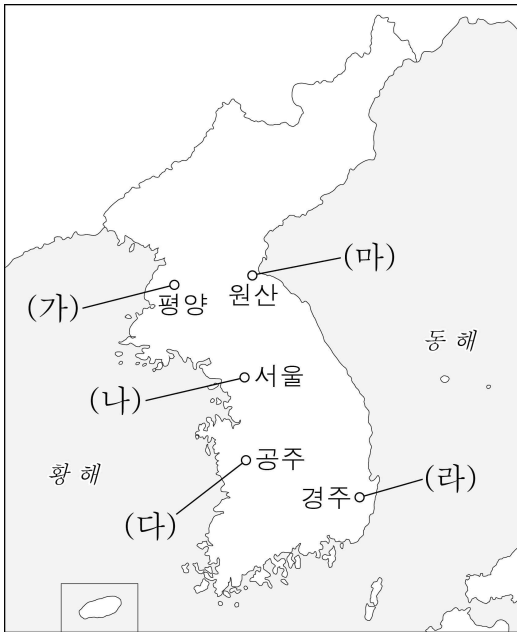 (마)
(가)
평양
원산
동 해
(나)
서울
황 해
공주
경주
(라)
(다)